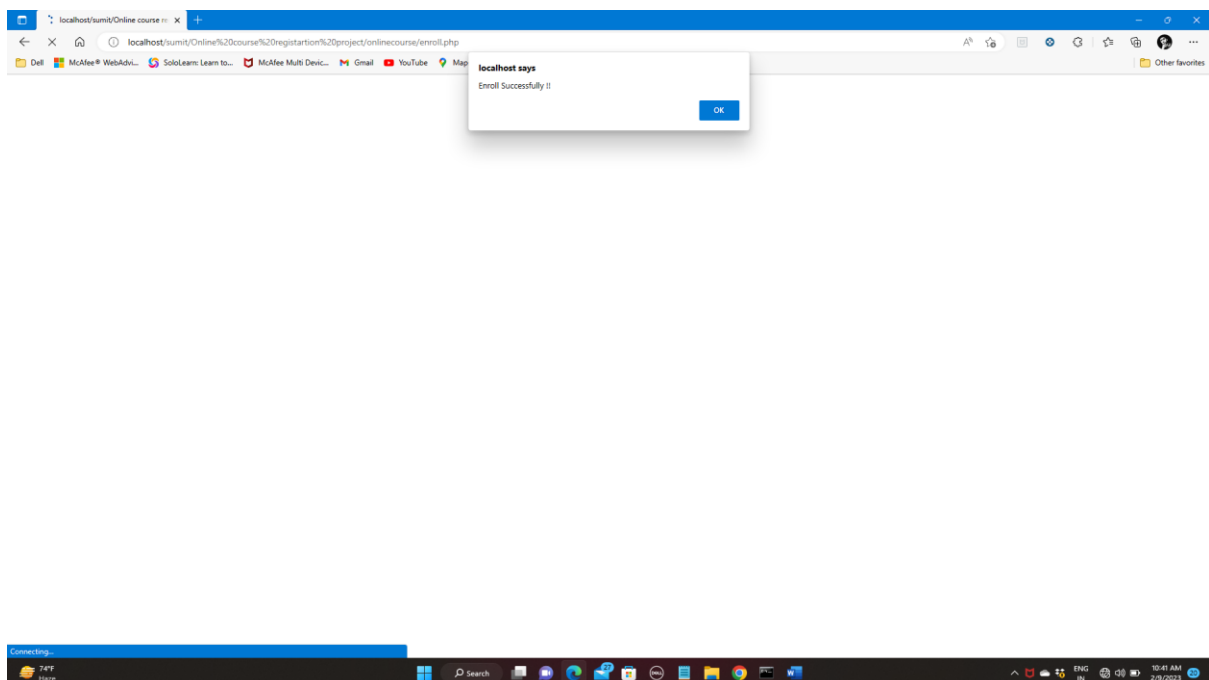 localhost/sumit/Online course re
localhost/sumit/Online%20course%20registartion%20project/onlinecourse/enroll.php
Dell McAfee® WebAdvi... SoloLearn: Learn to... McAfee Multi Devic... Gmail YouTube Map Other favorites
localhost says
Enroll Successfully !!
OK
Connecting...
74°F
Haze
Search
27
ENG
IN
10:41 AM
2/9/2023
20